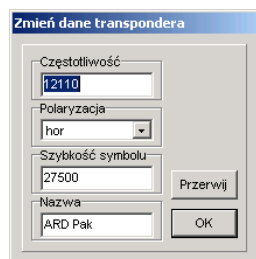 Zmień dane transpondera
Częstotliwość
12110
Polaryzacja
hor
Szybkość symbolu
27500
Przerwij
Nazwa
ARD Pak
OK